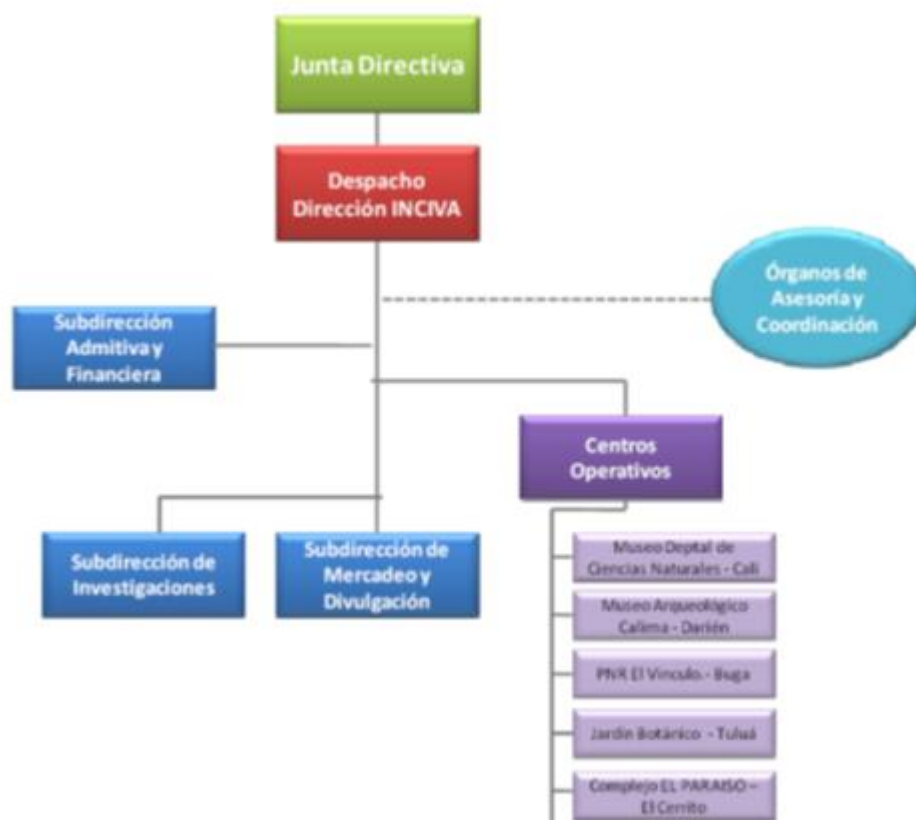 Junta Directiva
Despacho
Dirección INCIVA
Órganos de
Asesoría y
Coordinación
Subdirección
Admitiva y
Financiera
Centros
Operativos
Subdirección de
Investigaciones
Subdirección de
Mercadeo y
Divulgación
Museo Deptal de
Ciencias Naturales - Cali
Museo Arqueológico
Calima - Darién
PNR El Vinculo.- Buga
Jardín Botánico - Tuluá
Complejo EL PARAISO –
El Cerrito